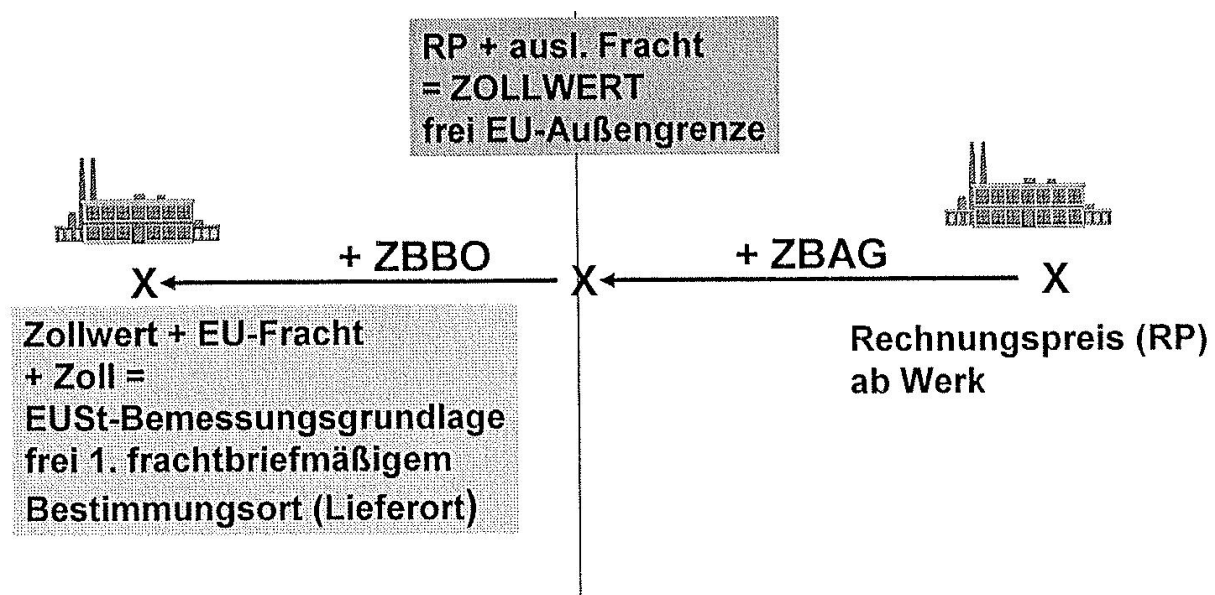 RP + ausl. Fracht
= ZOLLWERT
frei EU-Außengrenze
+ ZBBO
+ ZBAG
X
X
X
Zollwert + EU-Fracht
+ Zoll =
EUSt-Bemessungsgrundlage
frei 1. frachtbriefmäßigem
Bestimmungsort (Lieferort)
Rechnungspreis (RP)
ab Werk